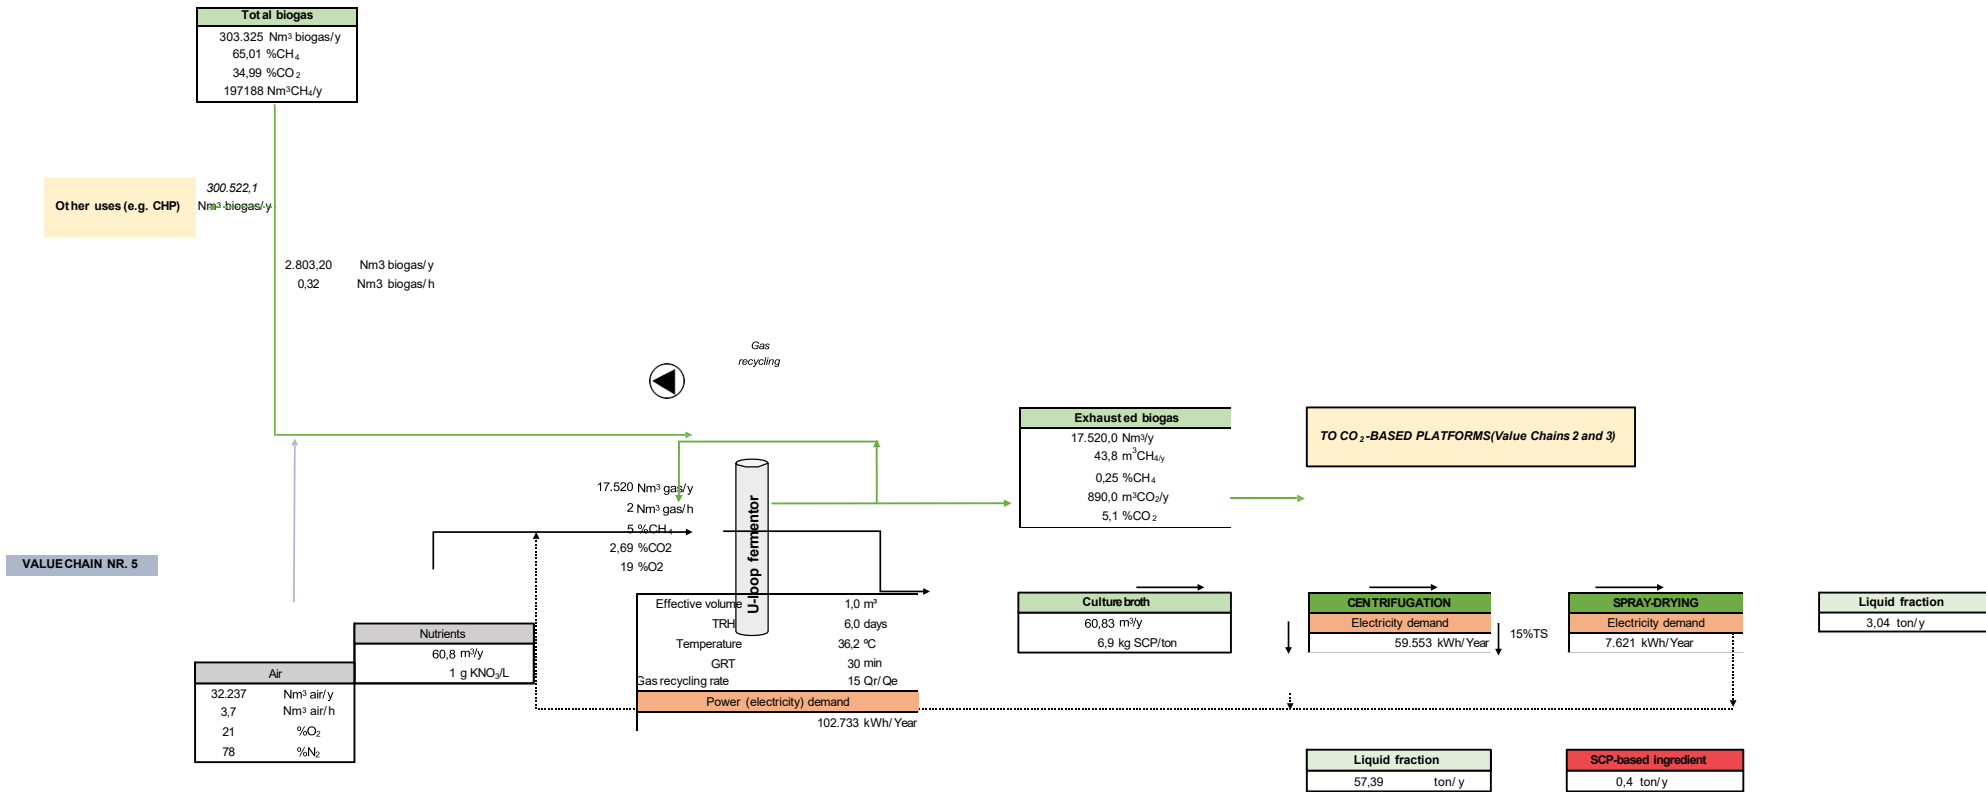 Total biogas
303.325 Nm³ biogas/y
65,01 %CH₄
34,99 %CO₂
197188 Nm³CH₄/y
Other uses (e.g. CHP)
300.522,1
Nm³ biogas/y
2.803,20 Nm3 biogas/y
0,32 Nm3 biogas/h
Gas
recycling
Exhausted biogas
17.520,0 Nm³/y
43,8 m³CH₄/y
0,25 %CH₄
890,0 m³CO₂/y
5,1 %CO₂
TO CO₂-BASED PLATFORMS(Value Chains 2 and 3)
17.520 Nm³ gas/y
2 Nm³ gas/h
5 %CH₄
2,69 %CO2
19 %O2
U-loop fermentor
VALUE CHAIN NR. 5
Effective volume 1,0 m³
TRH 6,0 days
Temperature 36,2 ºC
GRT 30 min
Gas recycling rate 15 Qr/Qe
Power (electricity) demand
102.733 kWh/Year
Culture broth
60,83 m³/y
6,9 kg SCP/ton
CENTRIFUGATION
Electricity demand
59.553 kWh/Year
15%TS
SPRAY-DRYING
Electricity demand
7.621 kWh/Year
Liquid fraction
3,04 ton/y
Nutrients
60,8 m³/y
1 g KNO₃/L
Air
32.237 Nm³ air/y
3,7 Nm³ air/h
21 %O₂
78 %N₂
Liquid fraction
57,39 ton/y
SCP-based ingredient
0,4 ton/y